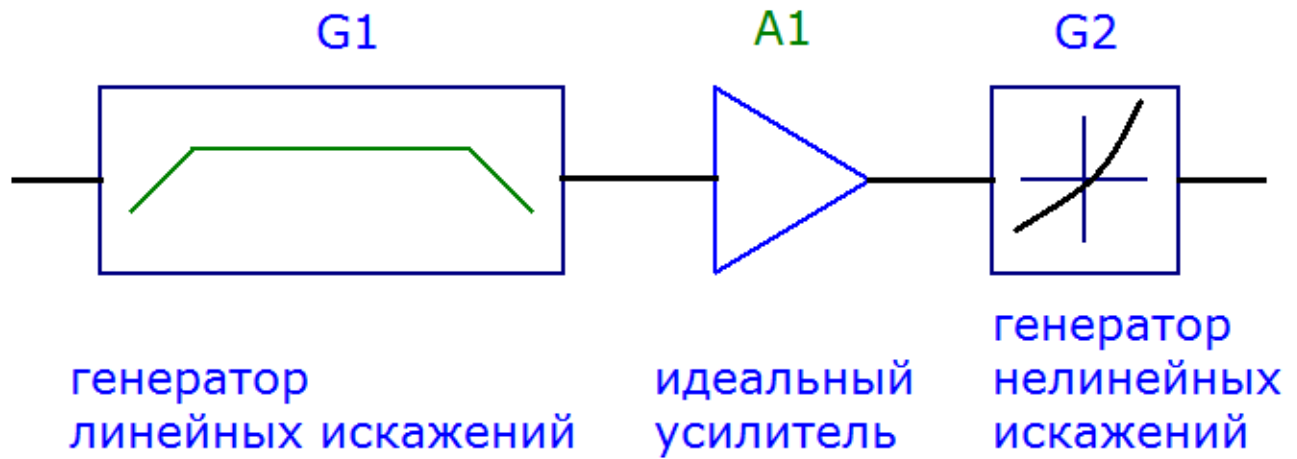 G1
A1
G2
генератор
линейных искажений
идеальный
усилитель
генератор
нелинейных
искажений